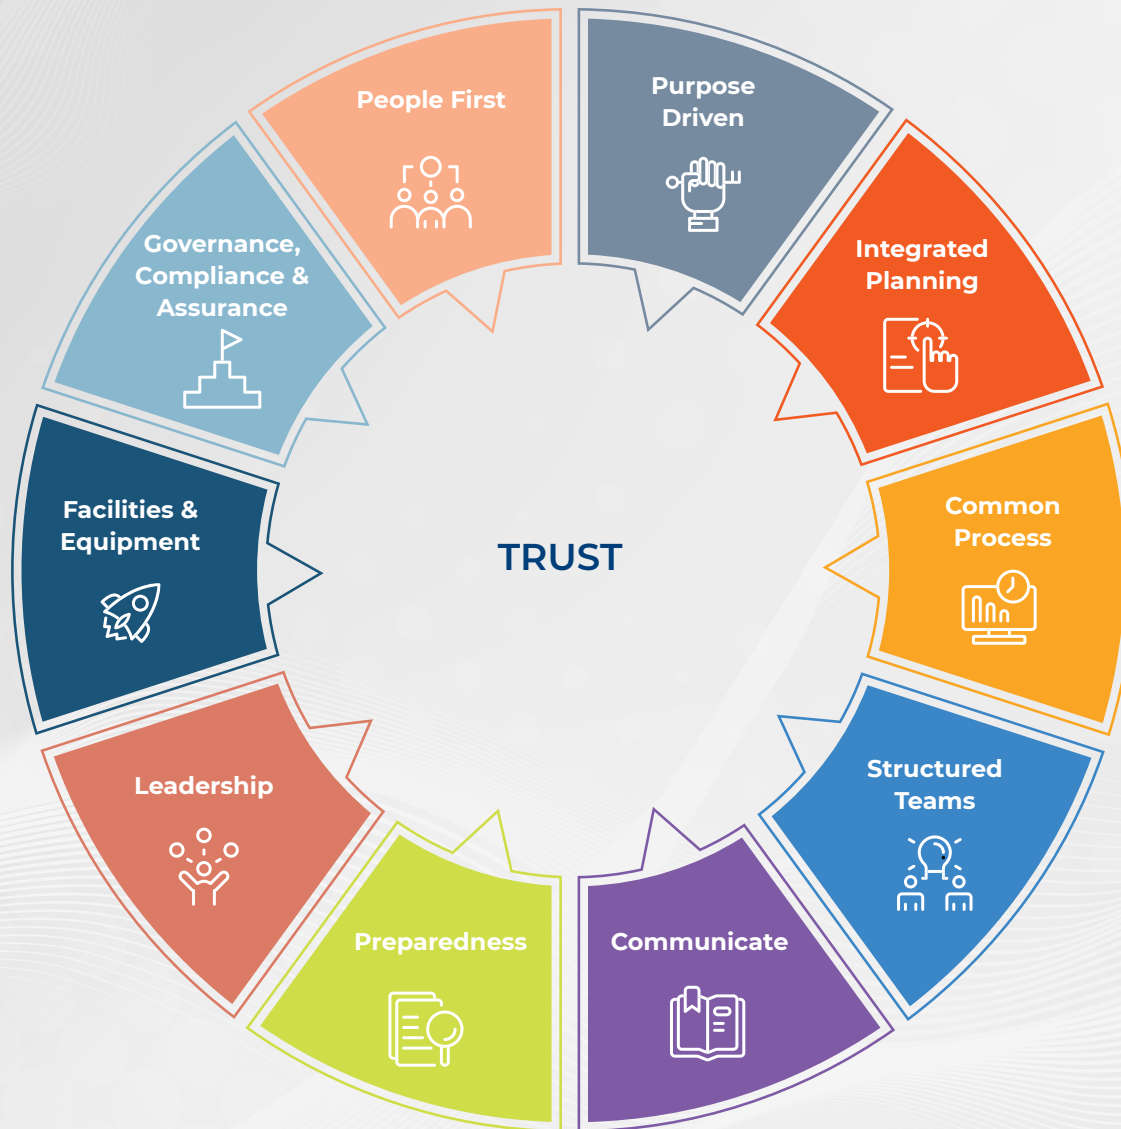 People First
Purpose
Driven
Integrated
Planning
Common
Process
Structured
Teams
Communicate
Preparedness
Leadership
Facilities &
Equipment
Governance,
Compliance &
Assurance
TRUST